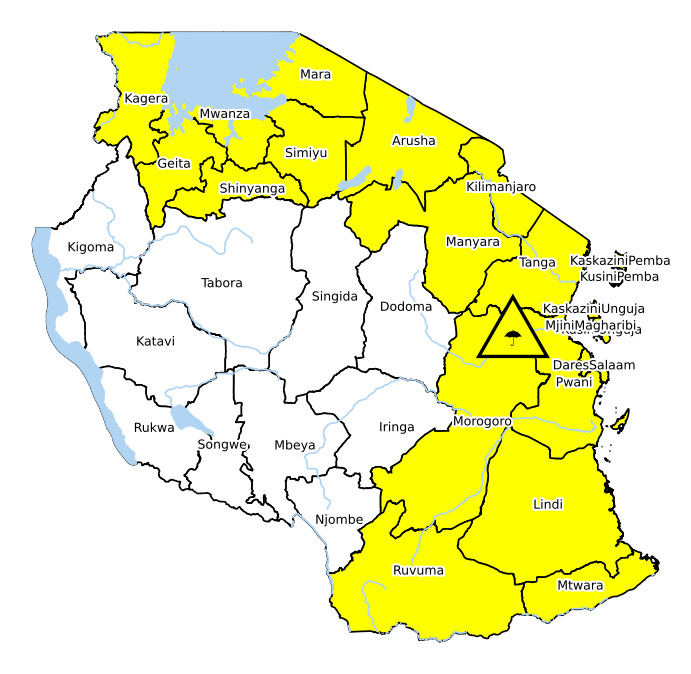 Mara
Kagera
Mwanza
Arusha
Simiyu
Geita
Shinyanga
Kilimanjaro
Manyara
Kigoma
Tanga
KaskaziniPemba
KusiniPemba
Tabora
Singida
Dodoma
KaskaziniUnguja
MjiniMagharibi
KusiniUnguja
Katavi
DaresSalaam
Pwani
Morogoro
Rukwa
Songwe
Mbeya
Iringa
Lindi
Njombe
Ruvuma
Mtwara